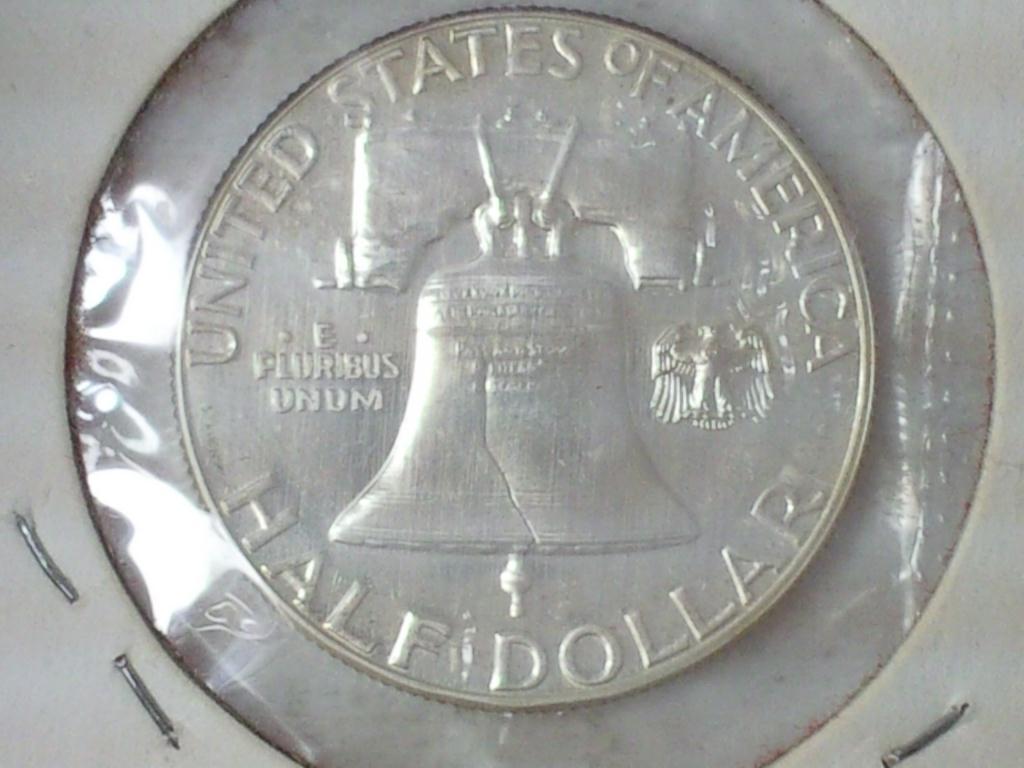 UNITED STATES OF AMERICA
· E ·
PLURIBUS
UNUM
HALF DOLLAR